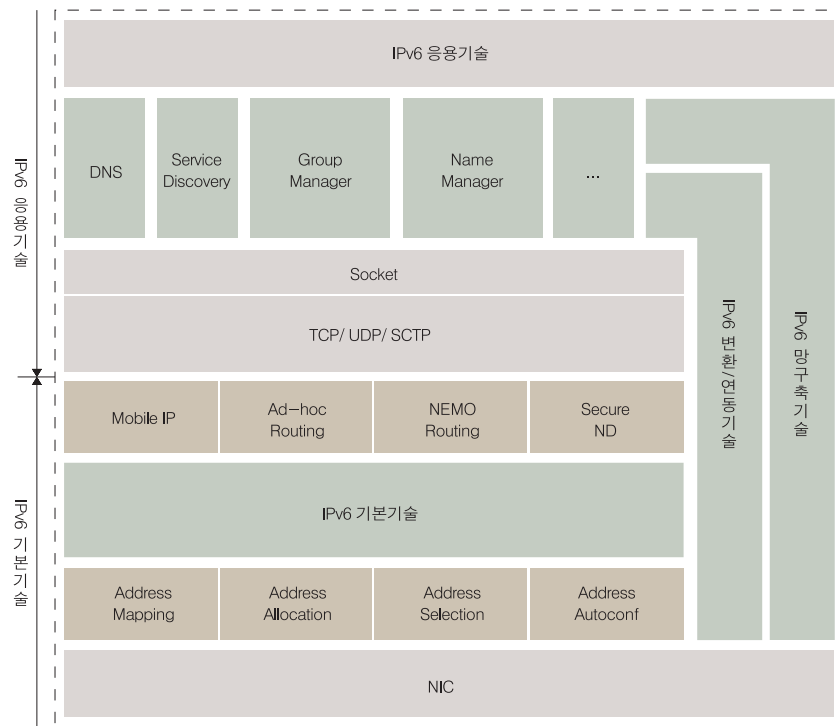 IPv6 응용기술
DNS
Service
Discovery
Group
Manager
Name
Manager
...
IPv6 응용기술
Socket
TCP/ UDP/ SCTP
IPv6 변환/연동기술
IPv6 망구축기술
Mobile IP
Ad-hoc
Routing
NEMO
Routing
Secure
ND
IPv6 기본기술
IPv6 기본기술
Address
Mapping
Address
Allocation
Address
Selection
Address
Autoconf
NIC